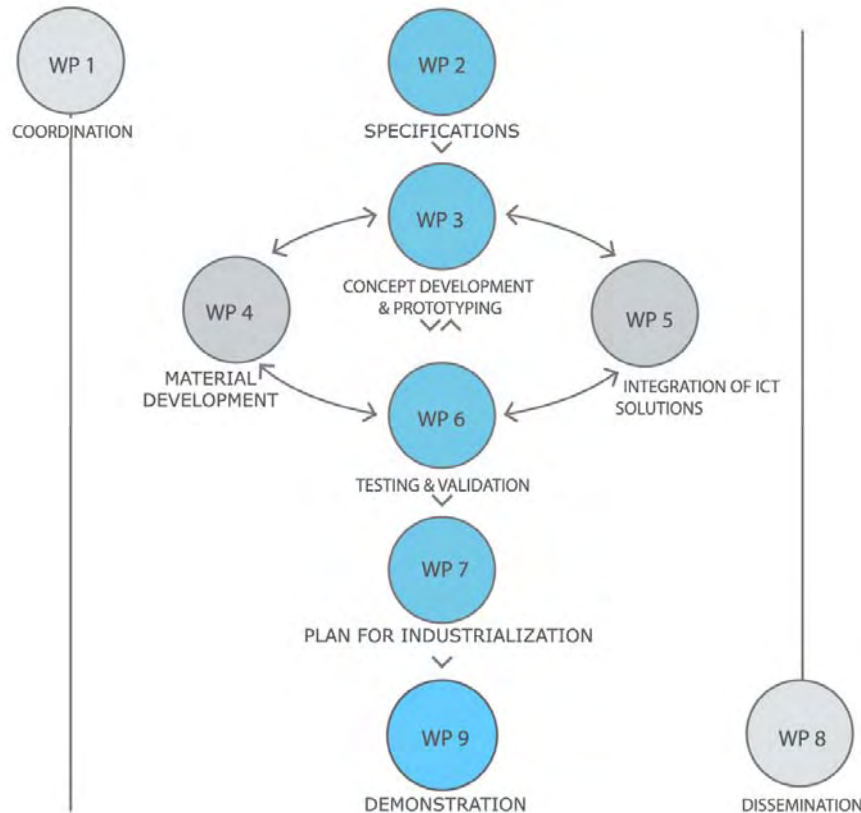 WP 1
COORDINATION
WP 2
SPECIFICATIONS
WP 3
CONCEPT DEVELOPMENT
& PROTOTYPING
WP 4
MATERIAL
DEVELOPMENT
WP 5
INTEGRATION OF ICT
SOLUTIONS
WP 6
TESTING & VALIDATION
WP 7
PLAN FOR INDUSTRIALIZATION
WP 9
DEMONSTRATION
WP 8
DISSEMINATION